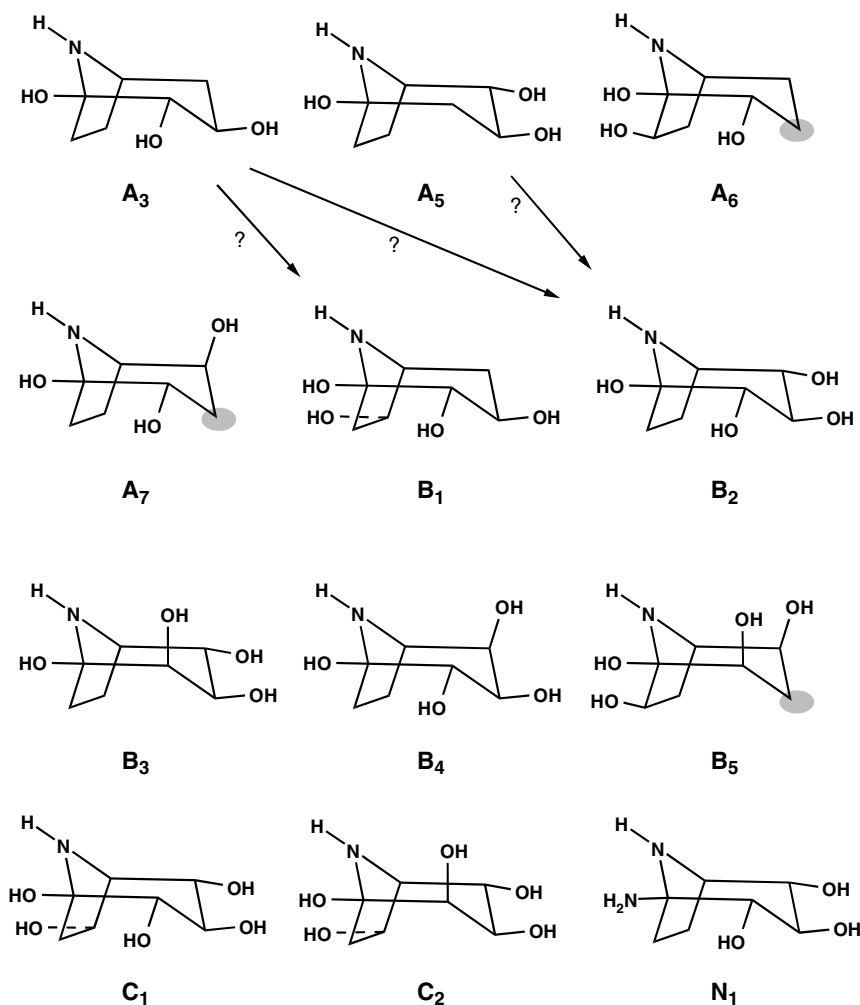 H N HO HO OH
A3
H N HO OH OH
A5
H N HO HO HO
A6
? ? ?
H N HO HO OH
A7
H N HO HO HO OH
B1
H N HO HO OH OH
B2
H N HO OH OH OH
B3
H N HO HO OH OH
B4
H N HO HO OH OH
B5
H N HO HO HO OH OH
C1
H N HO HO OH OH OH
C2
H N H2N HO OH OH
N1